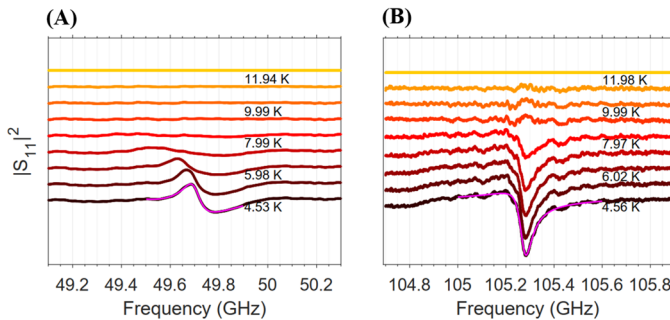 (A)
(B)
|S11|²
11.94 K
9.99 K
7.99 K
5.98 K
4.53 K
49.2 49.4 49.6 49.8 50 50.2
Frequency (GHz)
11.98 K
9.99 K
7.97 K
6.02 K
4.56 K
104.8 105 105.2 105.4 105.6 105.8
Frequency (GHz)